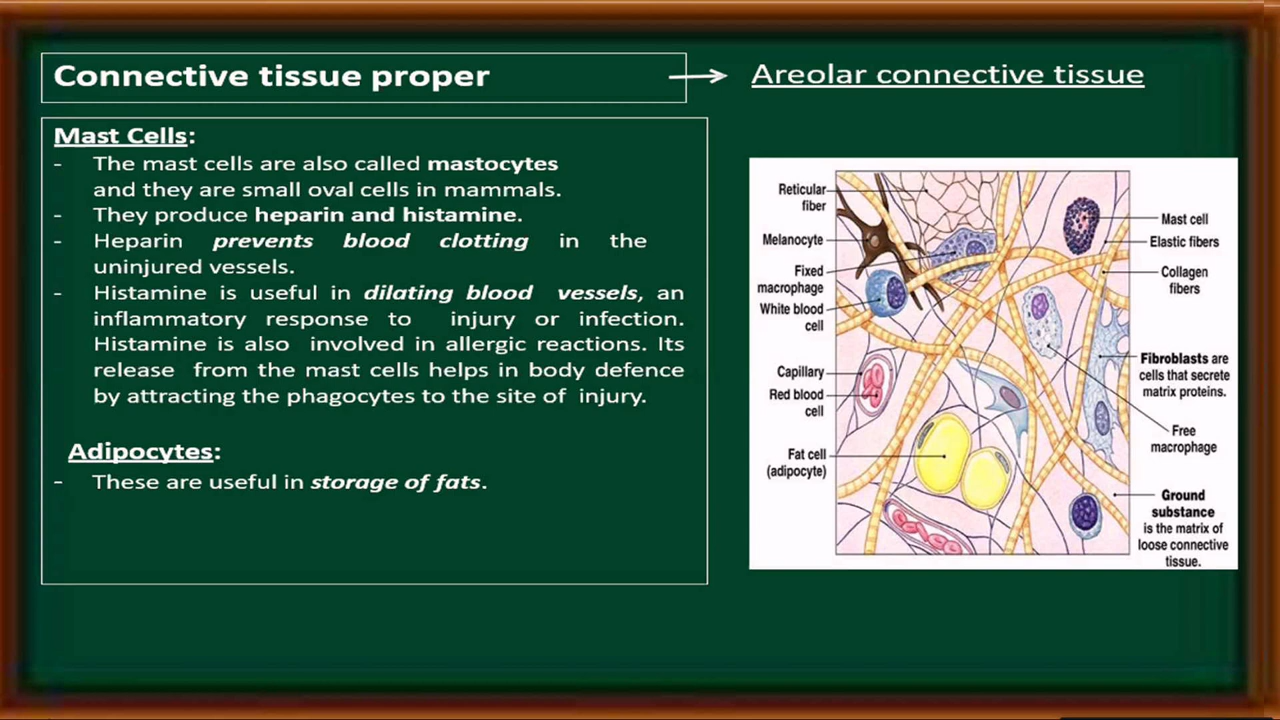 Connective tissue proper
Areolar connective tissue
Mast Cells:
- The mast cells are also called mastocytes
and they are small oval cells in mammals.
- They produce heparin and histamine.
- Heparin prevents blood clotting in the
uninjured vessels.
- Histamine is useful in dilating blood vessels, an
inflammatory response to injury or infection.
Histamine is also involved in allergic reactions. Its
release from the mast cells helps in body defence
by attracting the phagocytes to the site of injury.
Adipocytes:
- These are useful in storage of fats.
Reticular
fiber
Melanocyte
Fixed
macrophage
White blood
cell
Capillary
Red blood
cell
Fat cell
(adipocyte)
Mast cell
Elastic fibers
Collagen
fibers
Fibroblasts are
cells that secrete
matrix proteins.
Free
macrophage
Ground
substance
is the matrix of
loose connective
tissue.